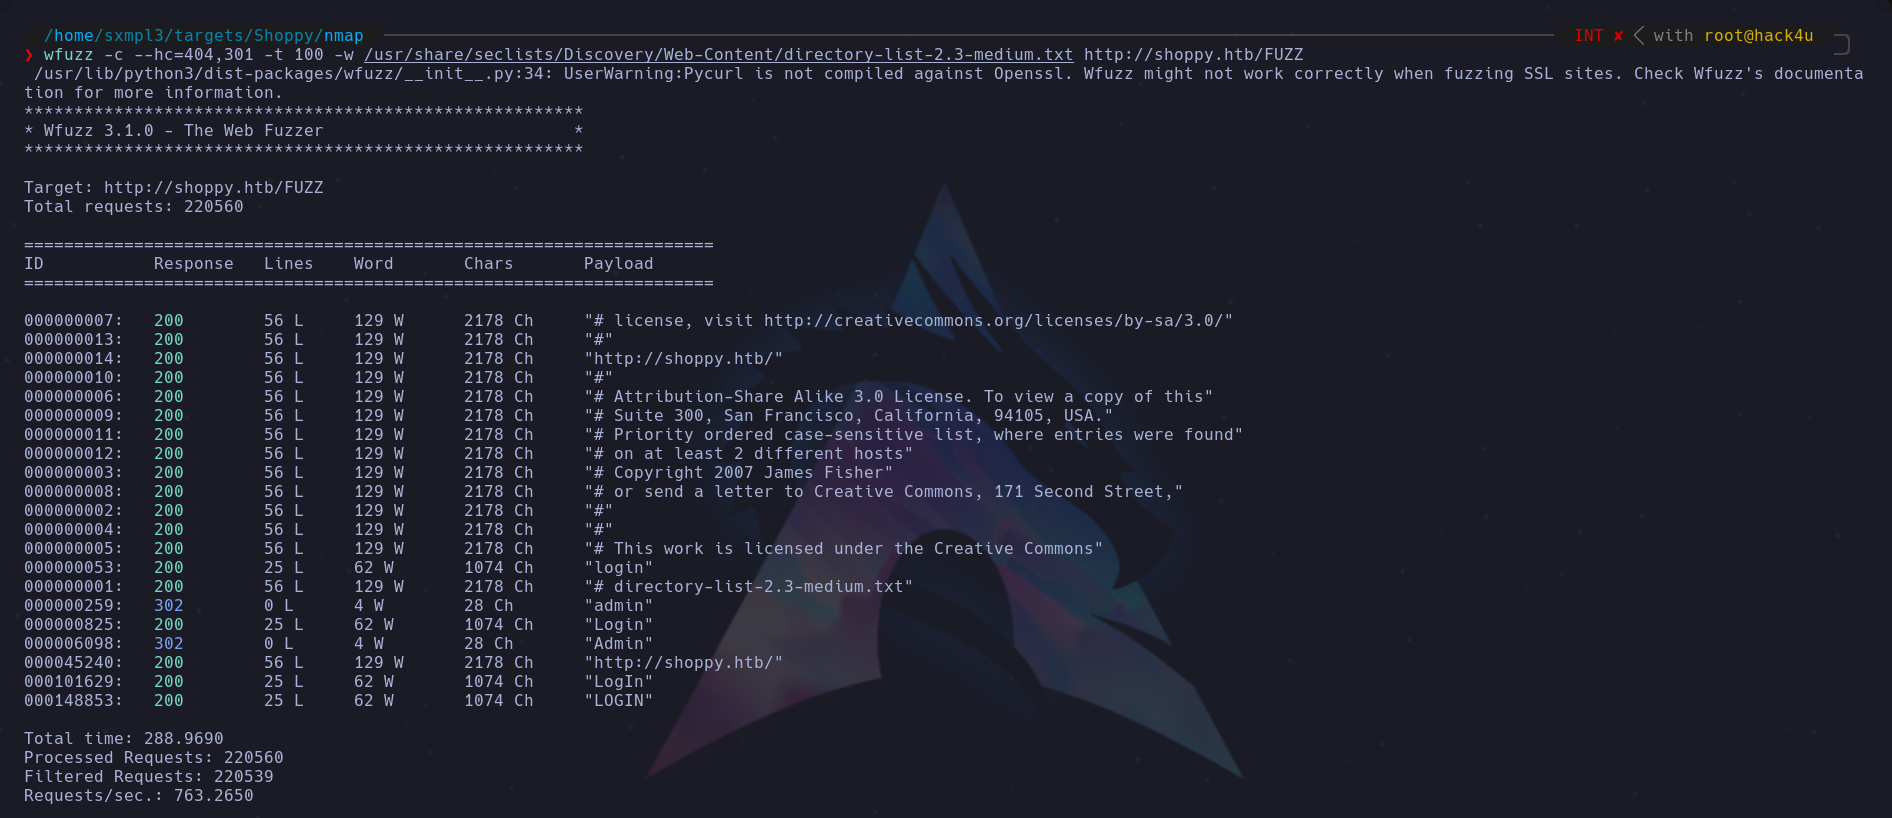 /home/sxmpl3/targets/Shoppy/nmap INT ✘ < with root@hack4u
❯ wfuzz -c --hc=404,301 -t 100 -w /usr/share/seclists/Discovery/Web-Content/directory-list-2.3-medium.txt http://shoppy.htb/FUZZ
/usr/lib/python3/dist-packages/wfuzz/__init__.py:34: UserWarning:Pycurl is not compiled against Openssl. Wfuzz might not work correctly when fuzzing SSL sites. Check Wfuzz's documenta
tion for more information.
********************************************************
* Wfuzz 3.1.0 - The Web Fuzzer                         *
********************************************************
Target: http://shoppy.htb/FUZZ
Total requests: 220560
=====================================================================
ID           Response   Lines    Word       Chars       Payload
=====================================================================
000000007:   200        56 L     129 W      2178 Ch     "# license, visit http://creativecommons.org/licenses/by-sa/3.0/"
000000013:   200        56 L     129 W      2178 Ch     "#"
000000014:   200        56 L     129 W      2178 Ch     "http://shoppy.htb/"
000000010:   200        56 L     129 W      2178 Ch     "#"
000000006:   200        56 L     129 W      2178 Ch     "# Attribution-Share Alike 3.0 License. To view a copy of this"
000000009:   200        56 L     129 W      2178 Ch     "# Suite 300, San Francisco, California, 94105, USA."
000000011:   200        56 L     129 W      2178 Ch     "# Priority ordered case-sensitive list, where entries were found"
000000012:   200        56 L     129 W      2178 Ch     "# on at least 2 different hosts"
000000003:   200        56 L     129 W      2178 Ch     "# Copyright 2007 James Fisher"
000000008:   200        56 L     129 W      2178 Ch     "# or send a letter to Creative Commons, 171 Second Street,"
000000002:   200        56 L     129 W      2178 Ch     "#"
000000004:   200        56 L     129 W      2178 Ch     "#"
000000005:   200        56 L     129 W      2178 Ch     "# This work is licensed under the Creative Commons"
000000053:   200        25 L     62 W       1074 Ch     "login"
000000001:   200        56 L     129 W      2178 Ch     "# directory-list-2.3-medium.txt"
000000259:   302        0 L      4 W        28 Ch       "admin"
000000825:   200        25 L     62 W       1074 Ch     "Login"
000006098:   302        0 L      4 W        28 Ch       "Admin"
000045240:   200        56 L     129 W      2178 Ch     "http://shoppy.htb/"
000101629:   200        25 L     62 W       1074 Ch     "LogIn"
000148853:   200        25 L     62 W       1074 Ch     "LOGIN"
Total time: 288.9690
Processed Requests: 220560
Filtered Requests: 220539
Requests/sec.: 763.2650